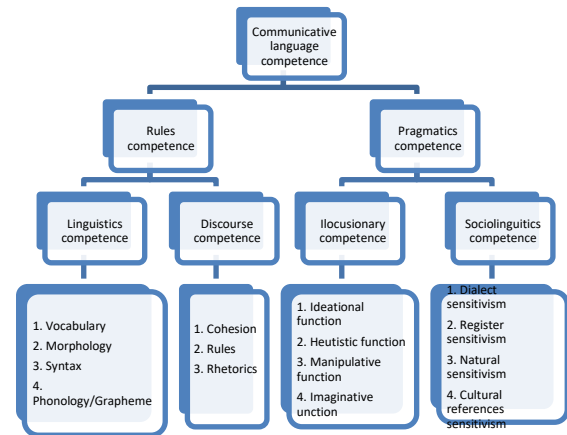 Communicative
language
competence
Rules
competence
Pragmatics
competence
Linguistics
competence
Discourse
competence
Ilocusionary
competence
Sociolinguitics
competence
1. Vocabulary
2. Morphology
3. Syntax
4.
Phonology/Grapheme
1. Cohesion
2. Rules
3. Rhetorics
1. Ideational
function
2. Heutistic function
3. Manipulative
function
4. Imaginative
unction
1. Dialect
sensitivism
2. Register
sensitivism
3. Natural
sensitivism
4. Cultural
references
sensitivism